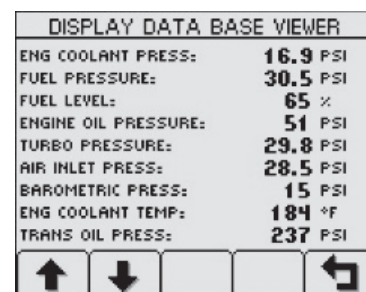 DISPLAY DATA BASE VIEWER
ENG COOLANT PRESS: 16.9 PSI
FUEL PRESSURE: 30.5 PSI
FUEL LEVEL: 65 %
ENGINE OIL PRESSURE: 51 PSI
TURBO PRESSURE: 29.8 PSI
AIR INLET PRESS: 28.5 PSI
BAROMETRIC PRESS: 15 PSI
ENG COOLANT TEMP: 184 °F
TRANS OIL PRESS: 237 PSI